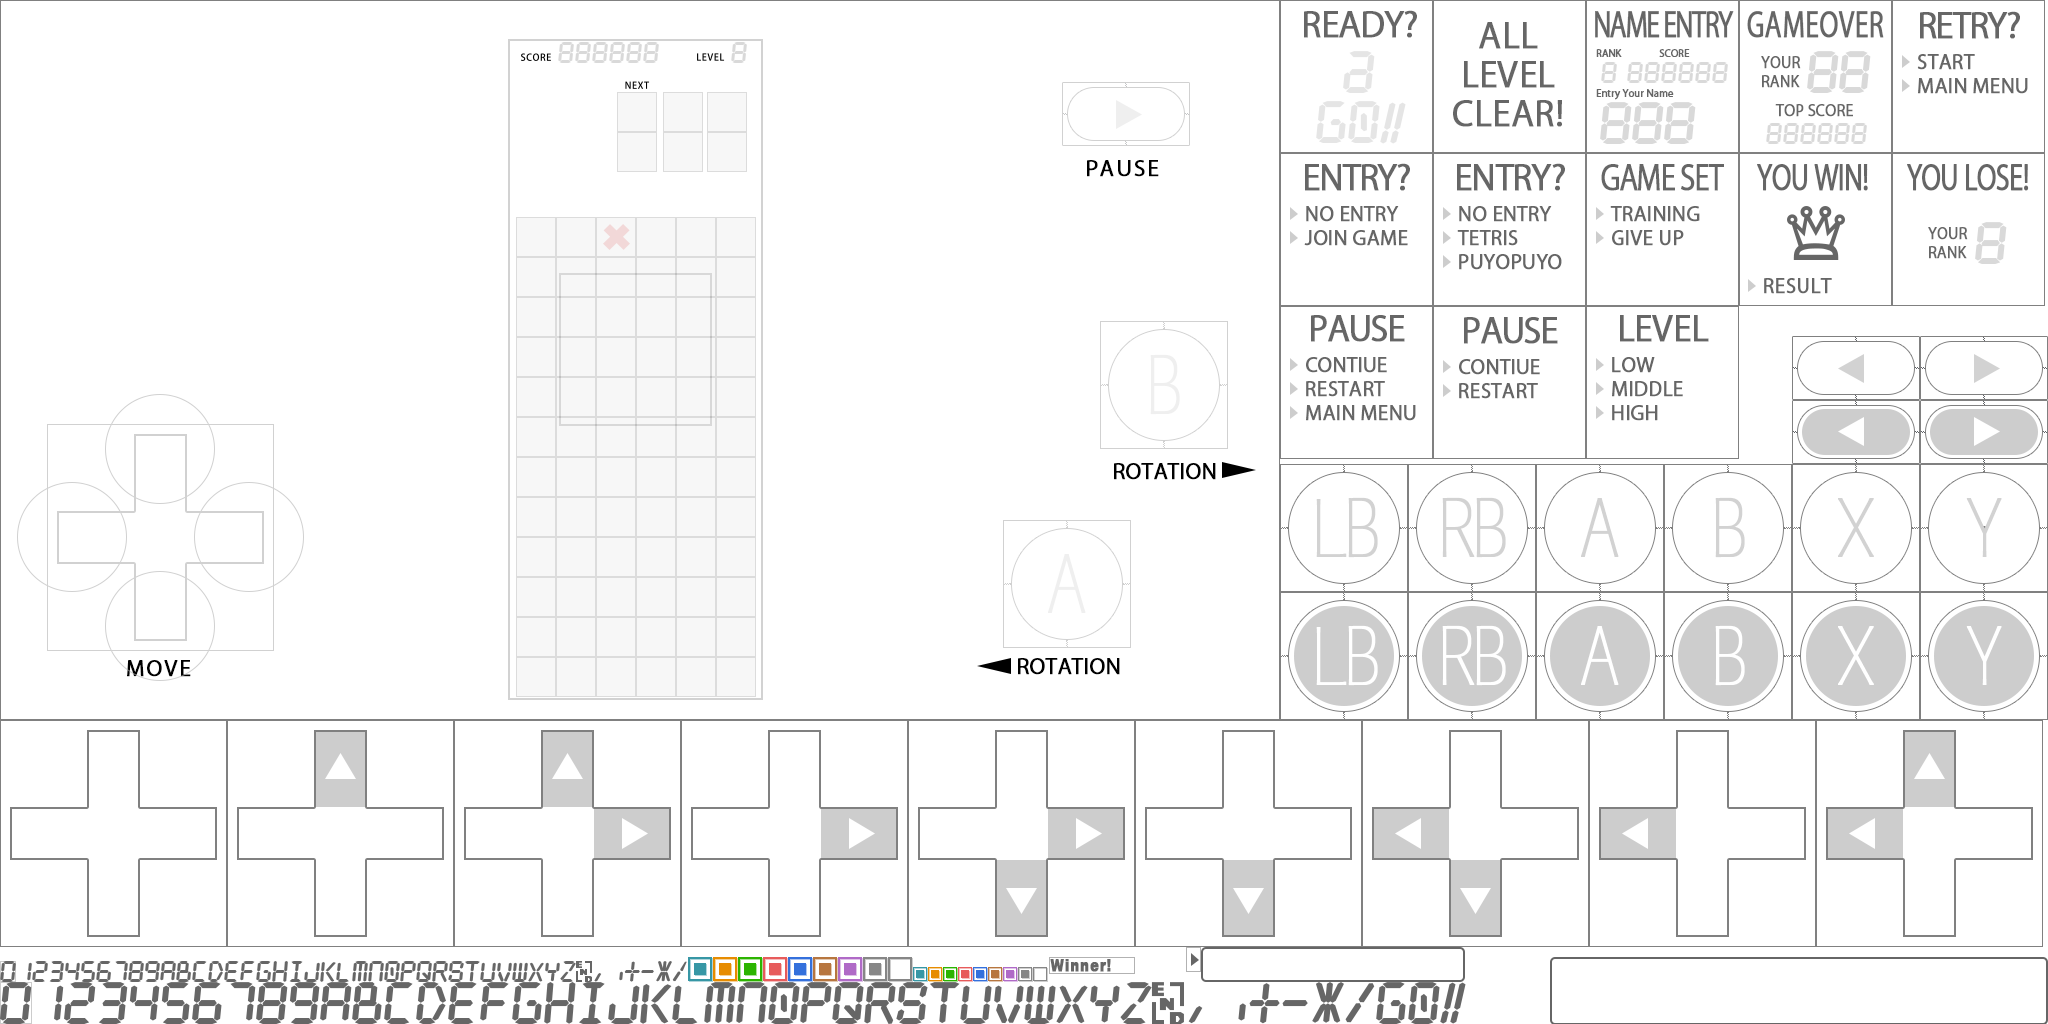 SCORE 888888 LEVEL 8
NEXT
PAUSE
B
ROTATION
A
ROTATION
MOVE
READY?
GO!!
ALL
LEVEL
CLEAR!
NAME ENTRY
RANK SCORE
8 888888
Entry Your Name
888
GAMEOVER
YOUR
RANK 88
TOP SCORE
888888
RETRY?
START
MAIN MENU
ENTRY?
NO ENTRY
JOIN GAME
ENTRY?
NO ENTRY
TETRIS
PUYOPUYO
GAME SET
TRAINING
GIVE UP
YOU WIN!
RESULT
YOU LOSE!
YOUR
RANK 8
PAUSE
CONTIUE
RESTART
MAIN MENU
PAUSE
CONTIUE
RESTART
LEVEL
LOW
MIDDLE
HIGH
LB RB A B X Y
LB RB A B X Y
0123456789ABCDEFGHIJKLMNOPQRSTUVWXYZ END , .+-*/
Winner!
0123456789ABCDEFGHIJKLMNOPQRSTUVWXYZ END , .+-*/GO!!